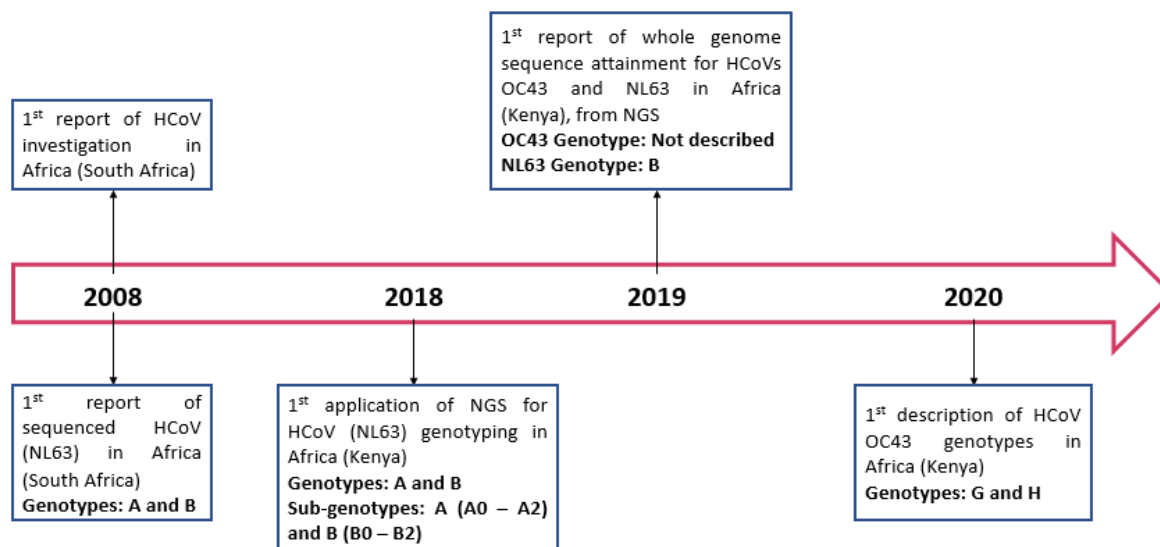 1st report of HCoV
investigation in
Africa (South Africa)
1st report of whole genome
sequence attainment for HCoVs
OC43 and NL63 in Africa
(Kenya), from NGS
OC43 Genotype: Not described
NL63 Genotype: B
2008
2018
2019
2020
1st report of
sequenced HCoV
(NL63) in Africa
(South Africa)
Genotypes: A and B
1st application of NGS for
HCoV (NL63) genotyping in
Africa (Kenya)
Genotypes: A and B
Sub-genotypes: A (A0 – A2)
and B (B0 – B2)
1st description of HCoV
OC43 genotypes in
Africa (Kenya)
Genotypes: G and H